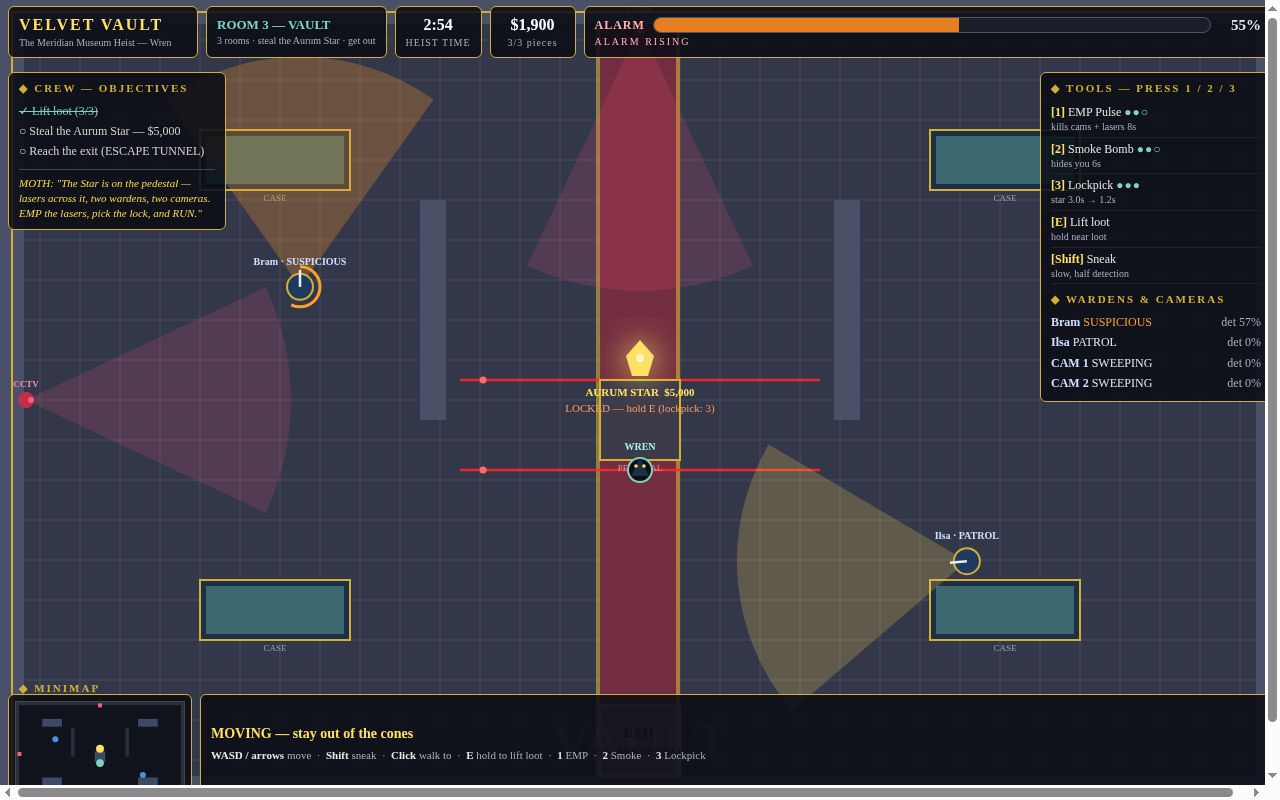 VELVET VAULT
The Meridian Museum Heist — Wren
ROOM 3 — VAULT
3 rooms · steal the Aurum Star · get out
2:54
HEIST TIME
$1,900
3/3 pieces
ALARM
55%
ALARM RISING
◆ CREW — OBJECTIVES
✓ Lift loot (3/3)
○ Steal the Aurum Star — $5,000
○ Reach the exit (ESCAPE TUNNEL)
MOTH: "The Star is on the pedestal —
lasers across it, two wardens, two cameras.
EMP the lasers, pick the lock, and RUN."
◆ TOOLS — PRESS 1 / 2 / 3
[1] EMP Pulse ●●○
kills cams + lasers 8s
[2] Smoke Bomb ●●○
hides you 6s
[3] Lockpick ●●●
star 3.0s → 1.2s
[E] Lift loot
hold near loot
[Shift] Sneak
slow, half detection
◆ WARDENS & CAMERAS
Bram SUSPICIOUS det 57%
Ilsa PATROL det 0%
CAM 1 SWEEPING det 0%
CAM 2 SWEEPING det 0%
CASE
CASE
Bram · SUSPICIOUS
CCTV
AURUM STAR $5,000
LOCKED — hold E (lockpick: 3)
WREN
Ilsa · PATROL
CASE
CASE
◆ MINIMAP
EXIT
MOVING — stay out of the cones
WASD / arrows move · Shift sneak · Click walk to · E hold to lift loot · 1 EMP · 2 Smoke · 3 Lockpick